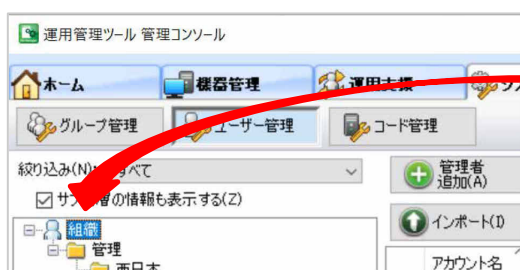 運用管理ツール 管理コンソール
ホーム
機器管理
運用支援
グループ管理
ユーザー管理
コード管理
絞り込み(N):
べて
管理者
追加(A)
の情報も表示する(Z)
インポート(I)
組織
管理
西日本
アカウント名